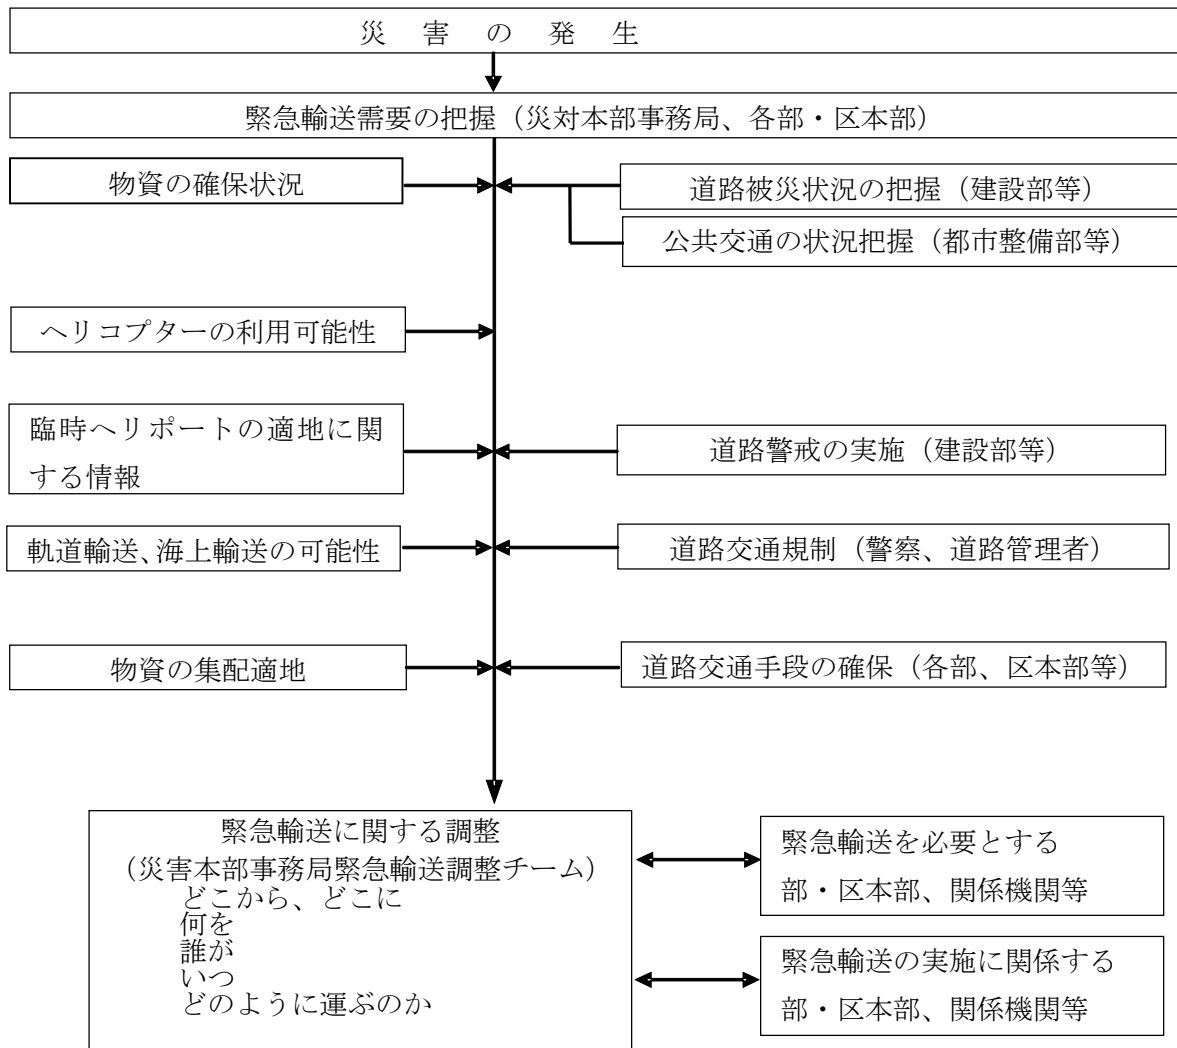 災害の発生
緊急輸送需要の把握（災対本部事務局、各部・区本部）
物資の確保状況
道路被災状況の把握（建設部等）
公共交通の状況把握（都市整備部等）
ヘリコプターの利用可能性
臨時ヘリポートの適地に関
する情報
道路警戒の実施（建設部等）
軌道輸送、海上輸送の可能性
道路交通規制（警察、道路管理者）
物資の集配適地
道路交通手段の確保（各部、区本部等）
緊急輸送に関する調整
（災害本部事務局緊急輸送調整チーム）
どこから、どこに
何を
誰が
いつ
どのように運ぶのか
緊急輸送を必要とする
部・区本部、関係機関等
緊急輸送の実施に関係する
部・区本部、関係機関等